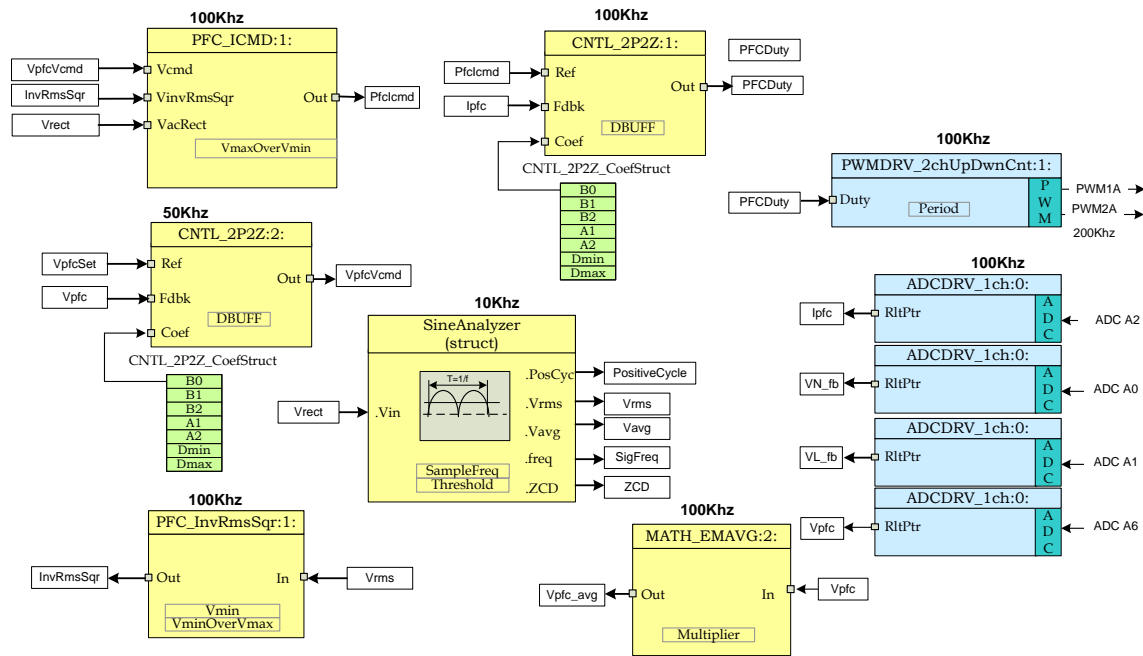 100Khz
PFC_ICMD:1:
VpfcVcmd
Vcmd
InvRmsSqr
VinvRmsSqr
Out
PfcIcmd
Vrect
VacRect
VmaxOverVmin
100Khz
CNTL_2P2Z:1:
PfcIcmd
Ref
Out
Ipfc
Fdbk
DBUFF
Coef
CNTL_2P2Z_CoefStruct
B0
B1
B2
A1
A2
Dmin
Dmax
PFCDuty
PFCDuty
100Khz
PWMDRV_2chUpDwnCnt:1:
PFCDuty
Duty
Period
P
W
M
PWM1A
PWM2A
200Khz
50Khz
CNTL_2P2Z:2:
VpfcSet
Ref
Out
VpfcVcmd
Vpfc
Fdbk
DBUFF
Coef
CNTL_2P2Z_CoefStruct
B0
B1
B2
A1
A2
Dmin
Dmax
10Khz
SineAnalyzer
(struct)
T=1/f
Vrect
.Vin
.PosCyc
PositiveCycle
.Vrms
Vrms
.Vavg
Vavg
.freq
SigFreq
.ZCD
ZCD
SampleFreq
Threshold
100Khz
ADCDRV_1ch:0:
Ipfc
RltPtr
A
D
C
ADC A2
ADCDRV_1ch:0:
VN_fb
RltPtr
A
D
C
ADC A0
ADCDRV_1ch:0:
VL_fb
RltPtr
A
D
C
ADC A1
ADCDRV_1ch:0:
Vpfc
RltPtr
A
D
C
ADC A6
100Khz
PFC_InvRmsSqr:1:
InvRmsSqr
Out
In
Vrms
Vmin
VminOverVmax
100Khz
MATH_EMAVG:2:
Vpfc_avg
Out
In
Vpfc
Multiplier